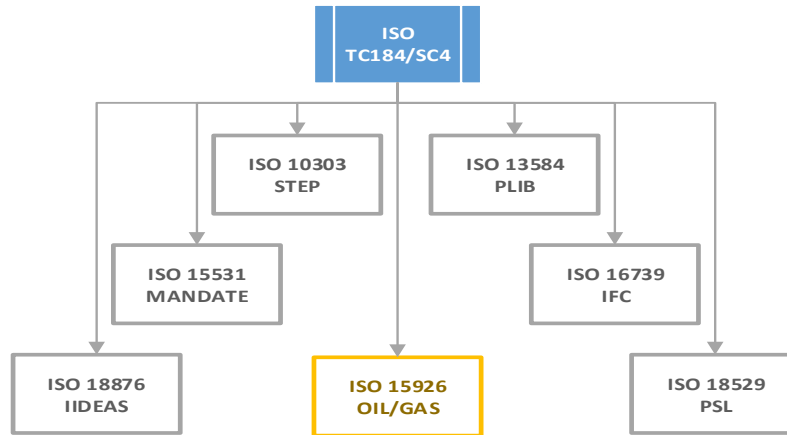 ISO
TC184/SC4
ISO 10303
STEP
ISO 13584
PLIB
ISO 15531
MANDATE
ISO 16739
IFC
ISO 18876
IIDEAS
ISO 15926
OIL/GAS
ISO 18529
PSL